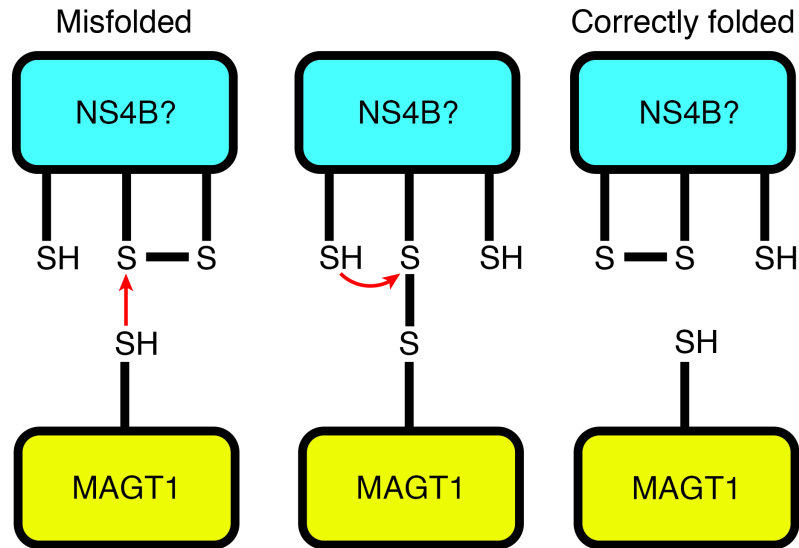 Misfolded Correctly folded
NS4B? NS4B? NS4B?
SH S S SH S SH S S SH
SH S SH
MAGT1 MAGT1 MAGT1